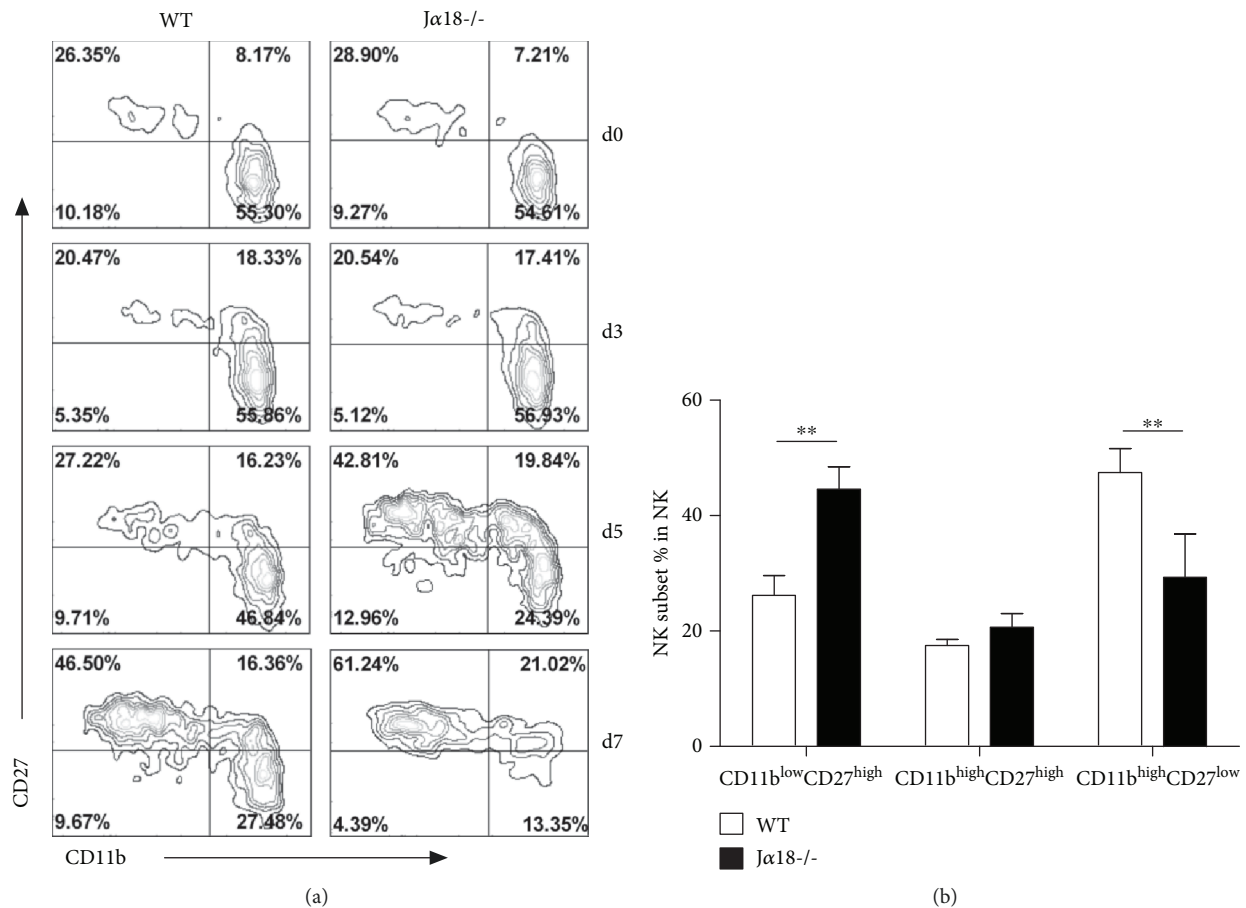 WT Jα18-/-
26.35% 8.17% 28.90% 7.21%
d0
10.18% 55.30% 9.27% 54.61%
20.47% 18.33% 20.54% 17.41%
d3
5.35% 55.86% 5.12% 56.93%
27.22% 16.23% 42.81% 19.84%
d5
9.71% 46.84% 12.96% 24.39%
46.50% 16.36% 61.24% 21.02%
d7
9.67% 27.48% 4.39% 13.35%
CD27
CD11b
(a)
60
40
20
0
NK subset % in NK
** **
CD11b^low CD27^high CD11b^high CD27^high CD11b^high CD27^low
WT
Jα18-/-
(b)